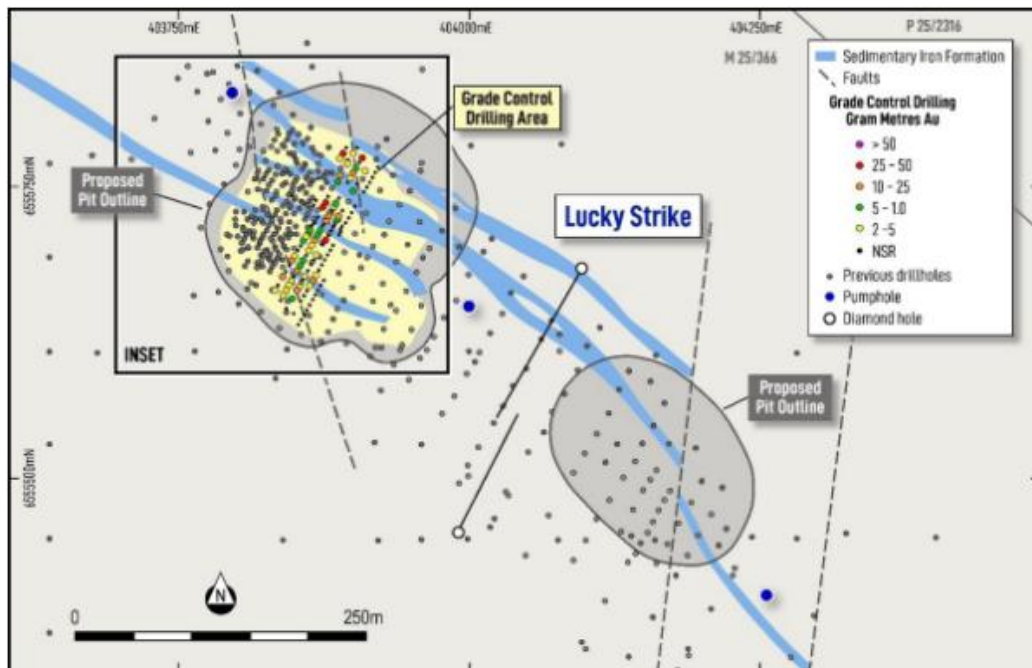 403750mE
404000mE
404250mE
P 25/2316
M 25/366
Sedimentary Iron Formation
Faults
Grade Control Drilling
Gram Metres Au
> 50
25 - 50
10 - 25
5 - 1.0
2 -5
NSR
Previous drillholes
Pumphole
Diamond hole
Grade Control
Drilling Area
6555750mN
Proposed
Pit Outline
Lucky Strike
INSET
Proposed
Pit Outline
6555500mN
0
250m
N